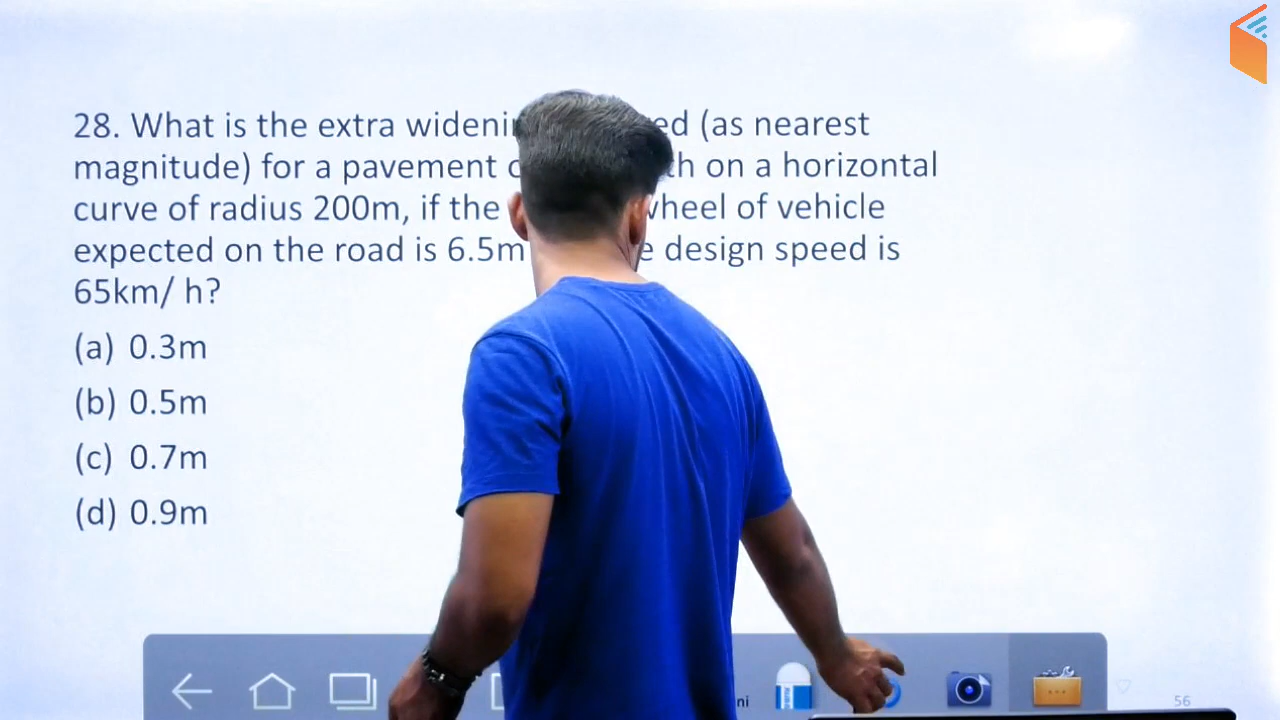 28. What is the extra (as nearest
magnitude) for a pavement on a horizontal
curve of radius 200m, if the wheel of vehicle
expected on the road is 6.5m design speed is
65km/ h?
(a) 0.3m
(b) 0.5m
(c) 0.7m
(d) 0.9m
56